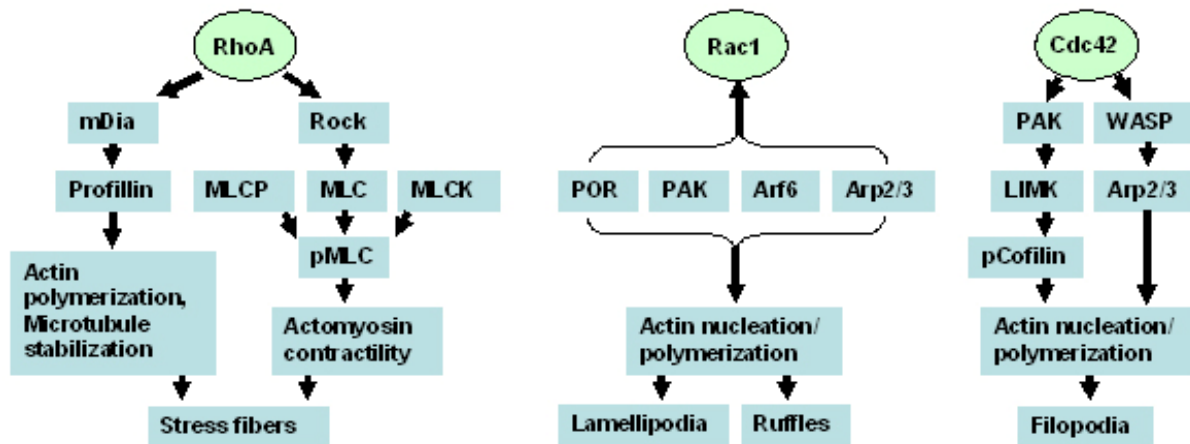 RhoA
mDia
Rock
Profillin
MLCP
MLC
MLCK
pMLC
Actin
polymerization,
Microtubule
stabilization
Actomyosin
contractility
Stress fibers
Rac1
POR
PAK
Arf6
Arp2/3
Actin nucleation/
polymerization
Lamellipodia
Ruffles
Cdc42
PAK
WASP
LIMK
Arp2/3
pCofilin
Actin nucleation/
polymerization
Filopodia